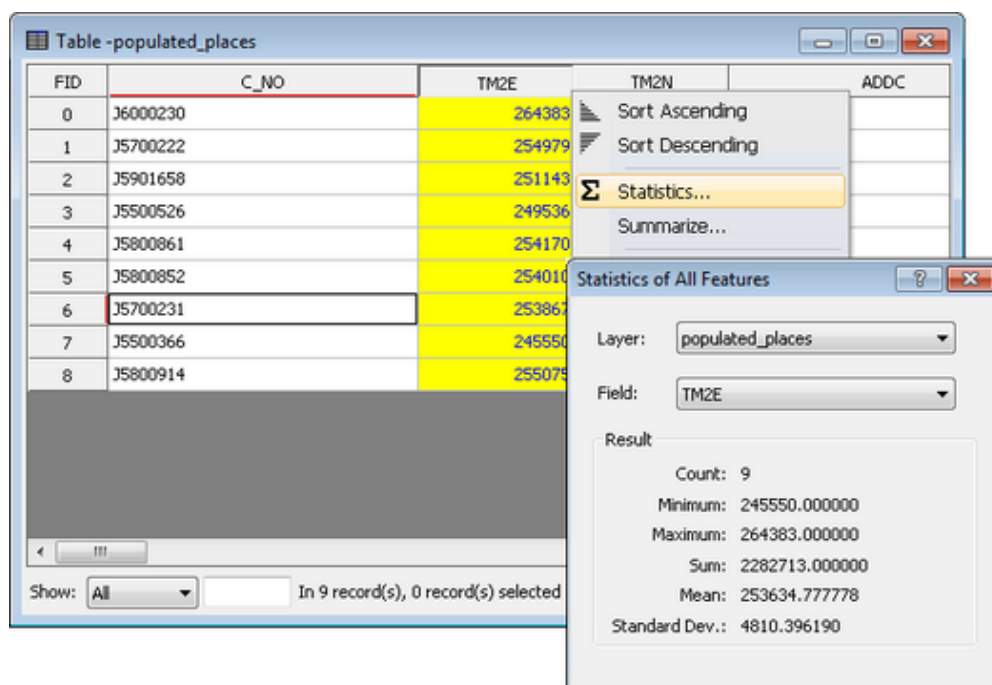 Table -populated_places
FID C_NO TM2E TM2N ADDC
0 J6000230 264383
1 J5700222 254979
2 J5901658 251143
3 J5500526 249536
4 J5800861 254170
5 J5800852 254010
6 J5700231 253867
7 J5500366 245550
8 J5800914 255075
Sort Ascending
Sort Descending
Σ Statistics...
Summarize...
Show: All In 9 record(s), 0 record(s) selected
Statistics of All Features
Layer: populated_places
Field: TM2E
Result
Count: 9
Minimum: 245550.000000
Maximum: 264383.000000
Sum: 2282713.000000
Mean: 253634.777778
Standard Dev.: 4810.396190